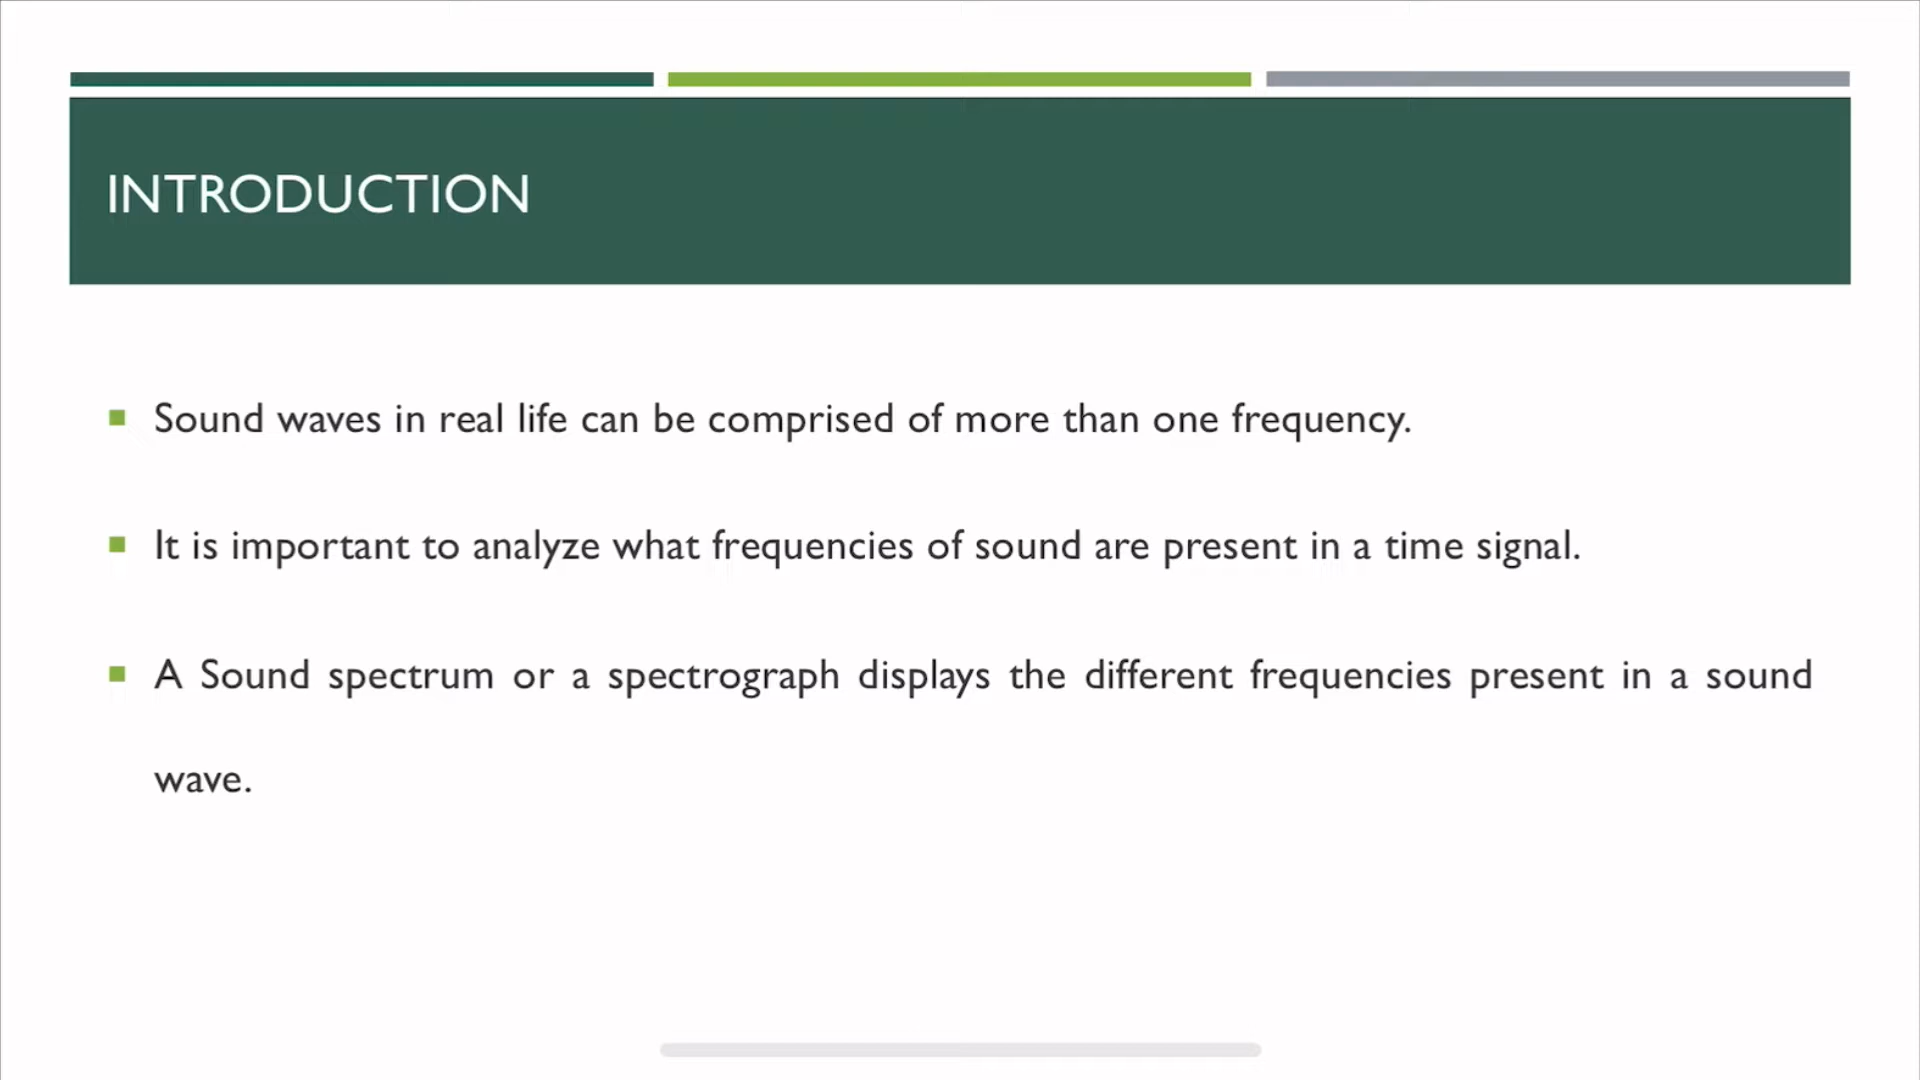 INTRODUCTION
Sound waves in real life can be comprised of more than one frequency.
It is important to analyze what frequencies of sound are present in a time signal.
A Sound spectrum or a spectrograph displays the different frequencies present in a sound
wave.